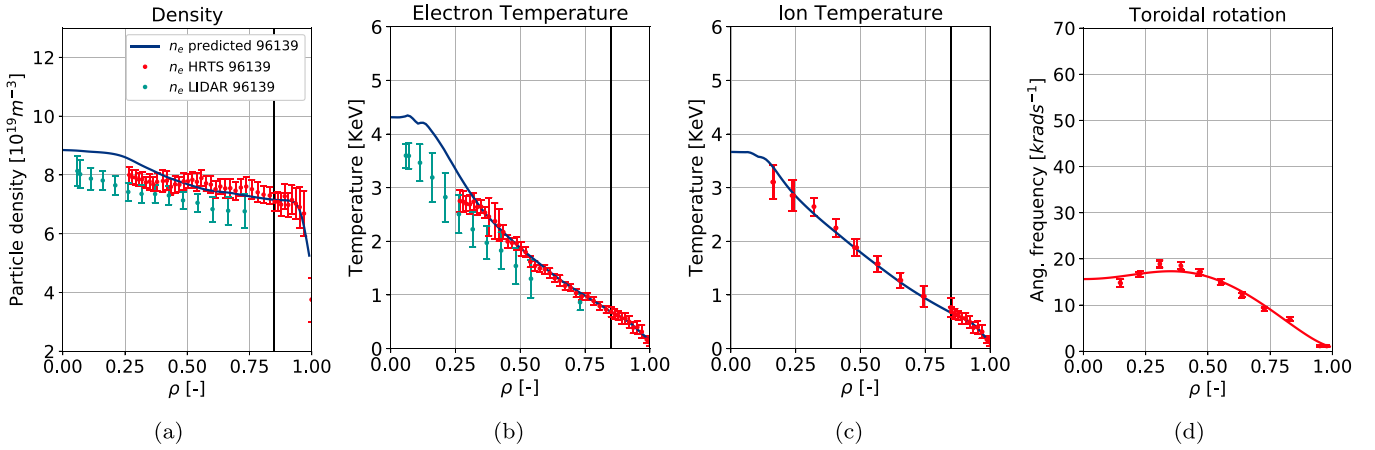 Density
Particle density [10^{19}m^{-3}]
12
10
8
6
4
2
n_e predicted 96139
n_e HRTS 96139
n_e LIDAR 96139
0.00 0.25 0.50 0.75 1.00
ρ [-]
(a)
Electron Temperature
Temperature [KeV]
6
5
4
3
2
1
0
0.00 0.25 0.50 0.75 1.00
ρ [-]
(b)
Ion Temperature
Temperature [KeV]
6
5
4
3
2
1
0
0.00 0.25 0.50 0.75 1.00
ρ [-]
(c)
Toroidal rotation
Ang. frequency [krads^{-1}]
70
60
50
40
30
20
10
0
0.00 0.25 0.50 0.75 1.00
ρ [-]
(d)